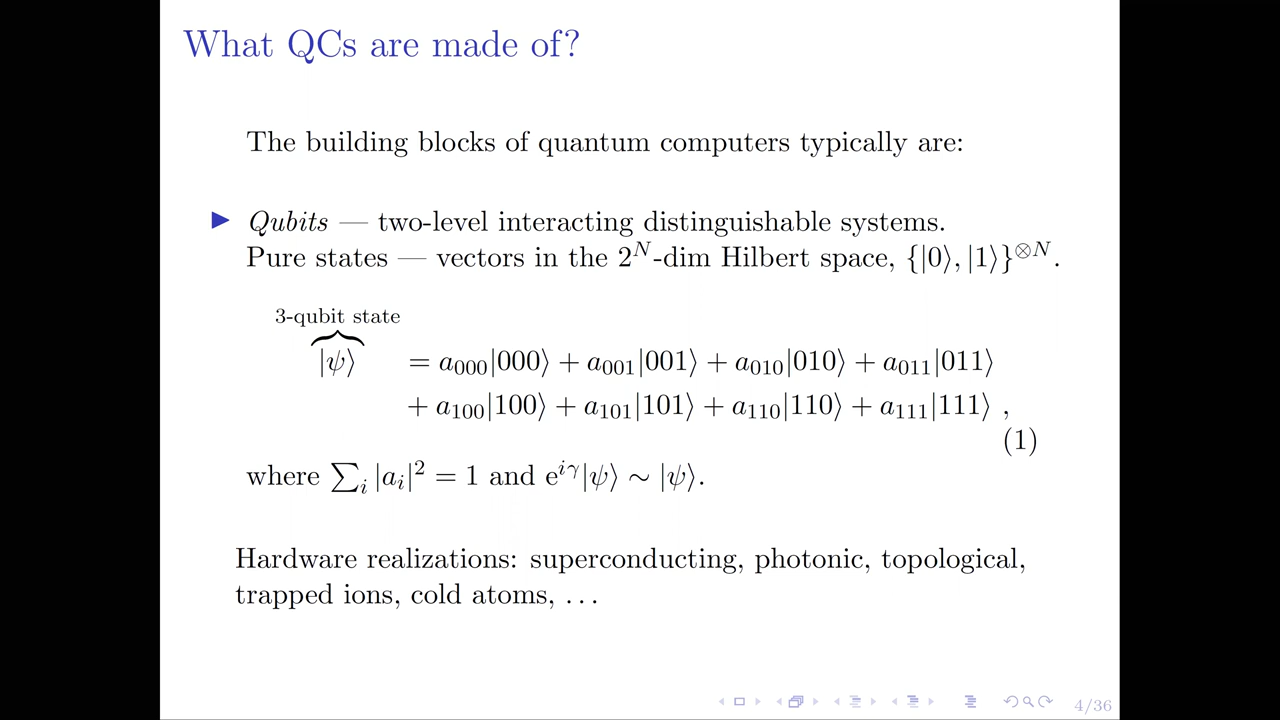 What QCs are made of?
The building blocks of quantum computers typically are:
▶ Qubits — two-level interacting distinguishable systems.
Pure states — vectors in the 2^N-dim Hilbert space, {|0⟩, |1⟩}^⊗N.
3-qubit state
|ψ⟩ = a_000|000⟩ + a_001|001⟩ + a_010|010⟩ + a_011|011⟩
+ a_100|100⟩ + a_101|101⟩ + a_110|110⟩ + a_111|111⟩ ,
(1)
where ∑_i |a_i|^2 = 1 and e^{iγ}|ψ⟩ ∼ |ψ⟩.
Hardware realizations: superconducting, photonic, topological,
trapped ions, cold atoms, . . .
4/36